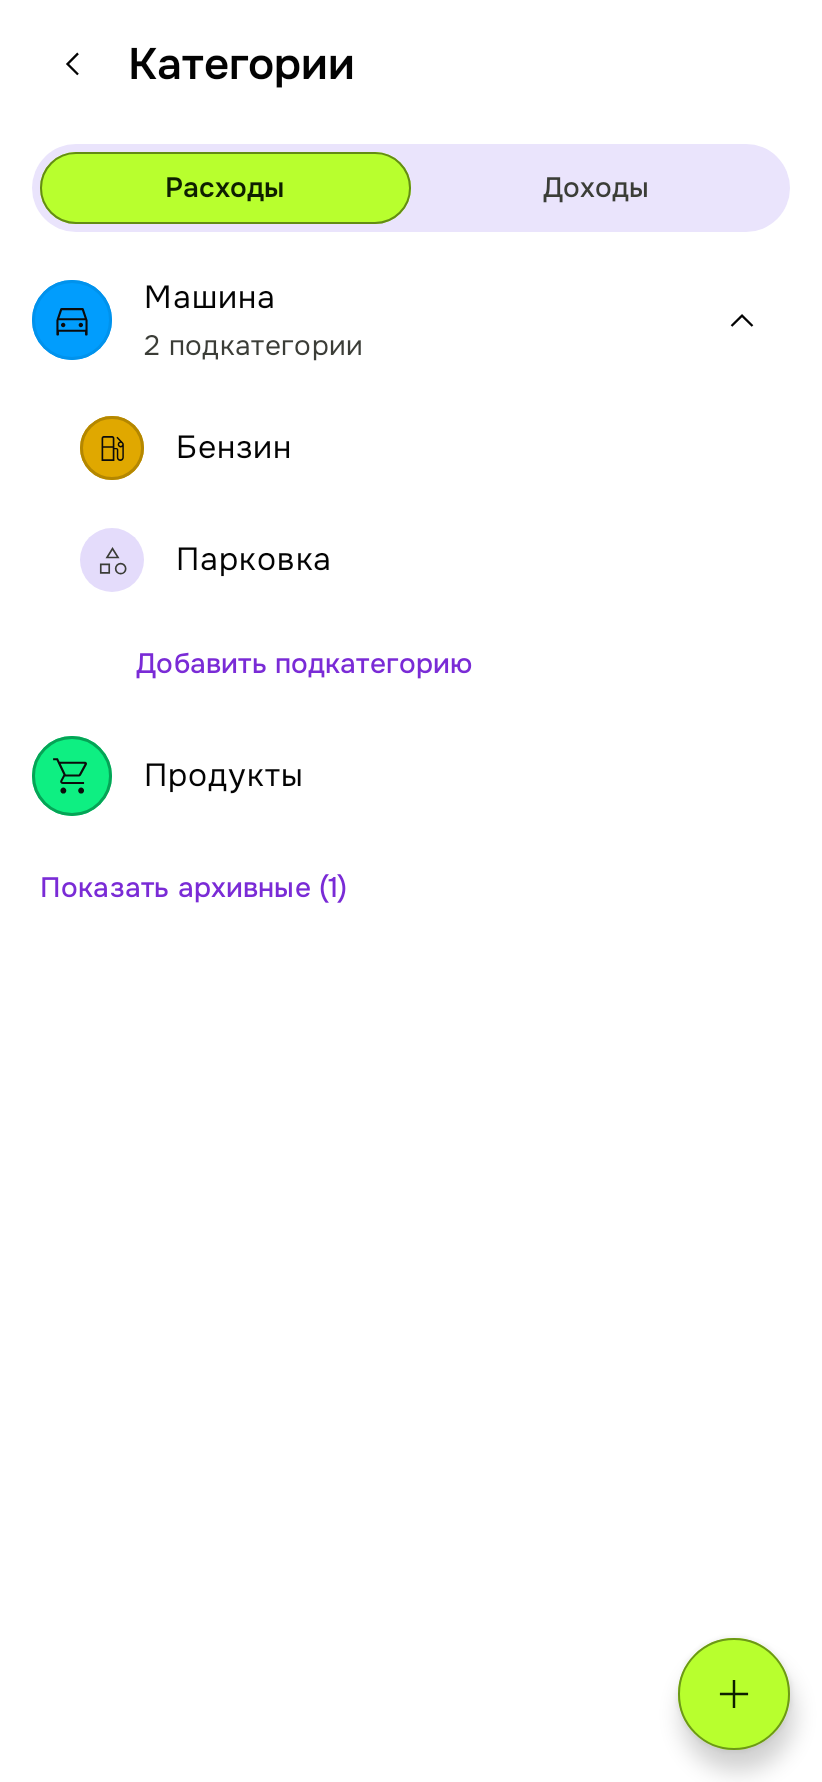 Категории
Расходы
Доходы
Машина
2 подкатегории
Бензин
Парковка
Добавить подкатегорию
Продукты
Показать архивные (1)